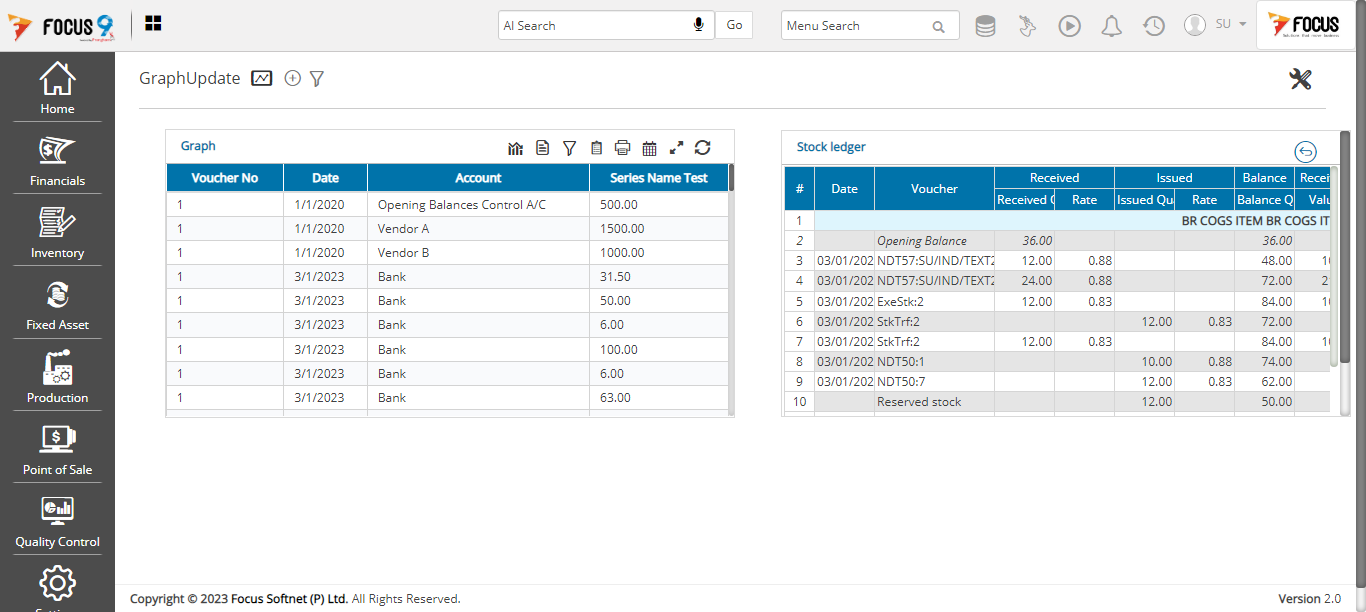 FOCUS 9 AI Search Go Menu Search SU FOCUS
GraphUpdate
Home
Financials
Inventory
Fixed Asset
Production
Point of Sale
Quality Control
Graph
Voucher No Date Account Series Name Test
1 1/1/2020 Opening Balances Control A/C 500.00
1 1/1/2020 Vendor A 1500.00
1 1/1/2020 Vendor B 1000.00
1 3/1/2023 Bank 31.50
1 3/1/2023 Bank 50.00
1 3/1/2023 Bank 6.00
1 3/1/2023 Bank 100.00
1 3/1/2023 Bank 6.00
1 3/1/2023 Bank 63.00
Stock ledger
Received Issued Balance Recei
# Date Voucher
Received Q Rate Issued Qu Rate Balance Q Valu
1 BR COGS ITEM BR COGS IT
2 Opening Balance 36.00 36.00
3 03/01/202 NDT57:SU/IND/TEXT2 12.00 0.88 48.00 10
4 03/01/202 NDT57:SU/IND/TEXT2 24.00 0.88 72.00 2
5 03/01/202 ExeStk:2 12.00 0.83 84.00 10
6 03/01/202 StkTrf:2 12.00 0.83 72.00
7 03/01/202 StkTrf:2 12.00 0.83 84.00 10
8 03/01/202 NDT50:1 10.00 0.88 74.00
9 03/01/202 NDT50:7 12.00 0.83 62.00
10 Reserved stock 12.00 50.00
Copyright © 2023 Focus Softnet (P) Ltd. All Rights Reserved. Version 2.0